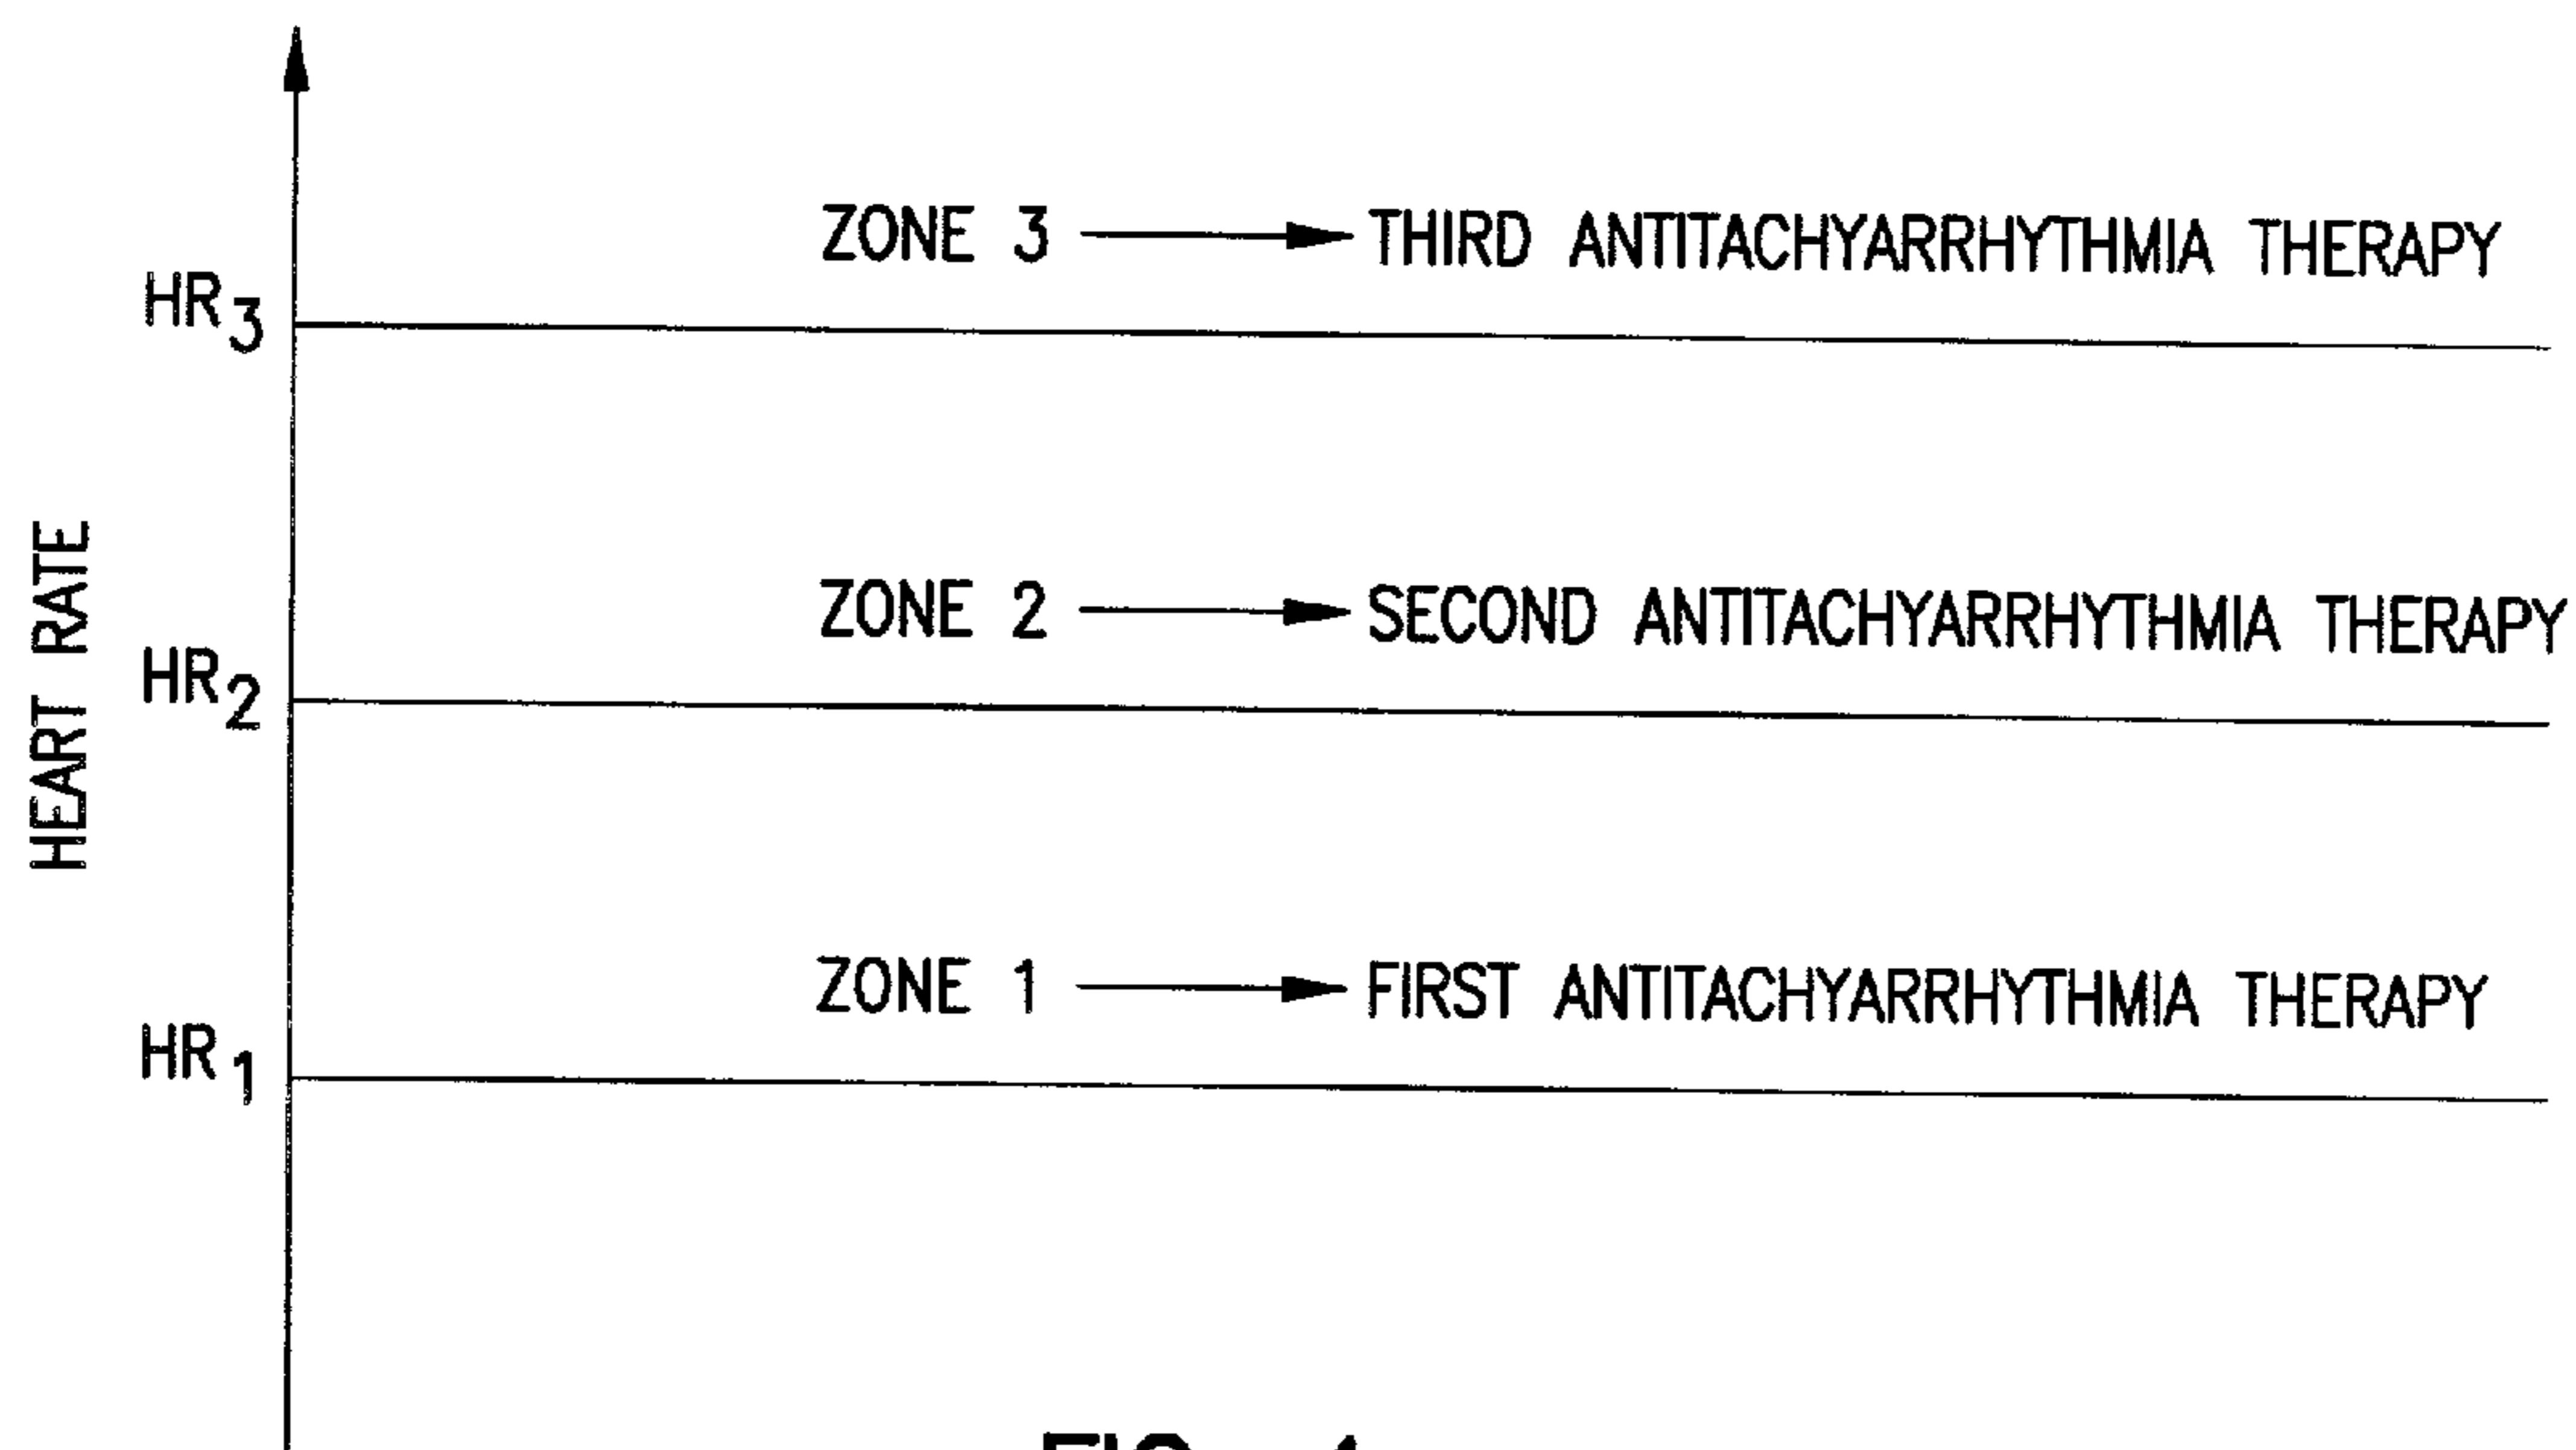 ZONE 3 THIRD ANTITACHYARRHYTHMIA THERAPY
HR3
ZONE 2 SECOND ANTITACHYARRHYTHMIA THERAPY
HEART RATE
HR2
ZONE 1 FIRST ANTITACHYARRHYTHMIA THERAPY
HR1